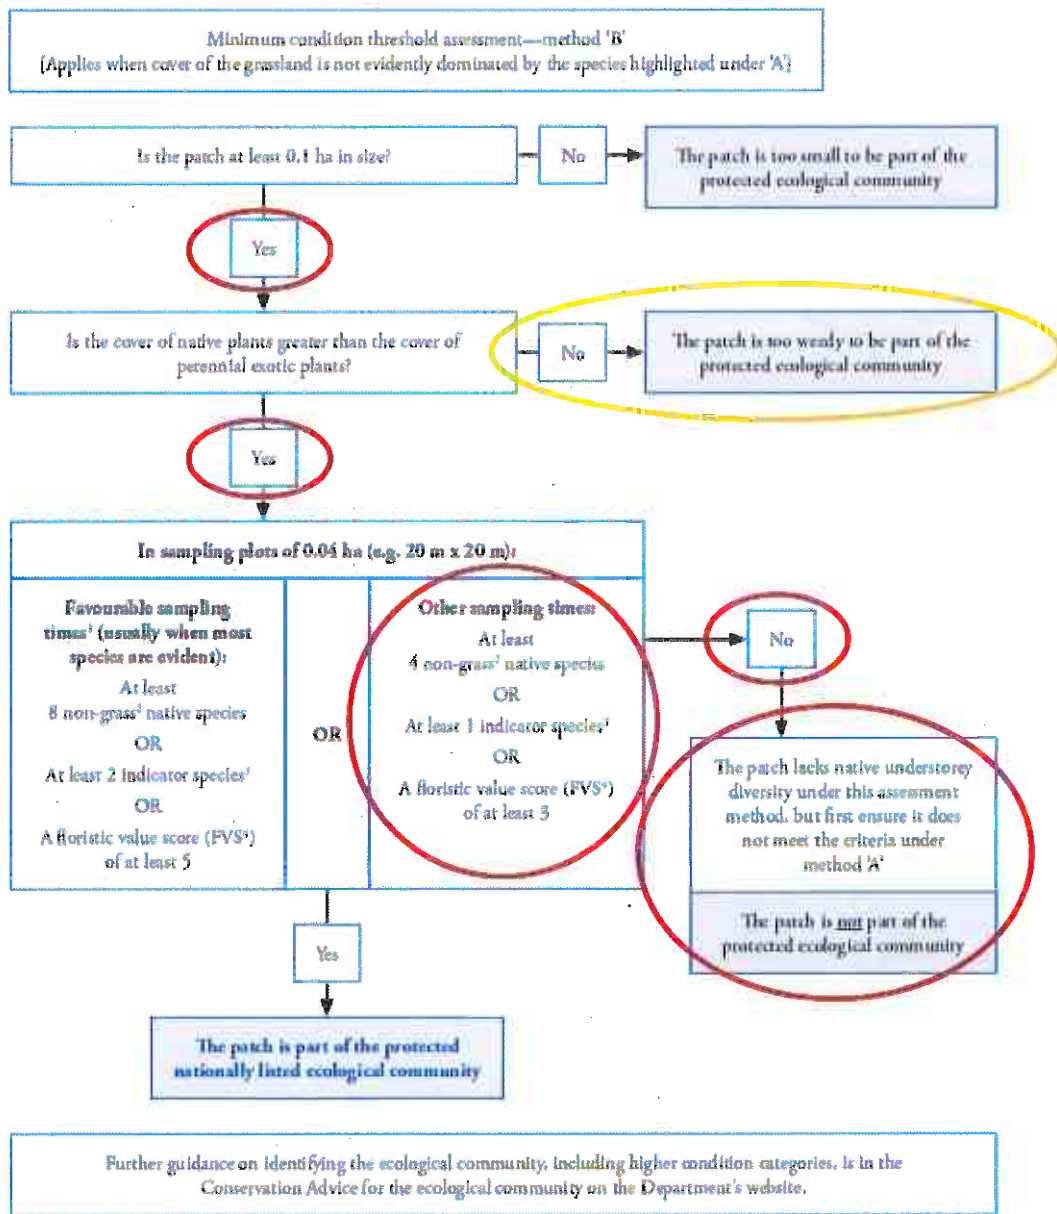 Minimum condition threshold assessment—method 'B'
(Applies when cover of the grassland is not evidently dominated by the species highlighted under 'A')
Is the patch at least 0.1 ha in size?
No
The patch is too small to be part of the
protected ecological community
Yes
Is the cover of native plants greater than the cover of
perennial exotic plants?
No
The patch is too weedy to be part of the
protected ecological community
Yes
In sampling plots of 0.04 ha (e.g. 20 m x 20 m):
Favourable sampling
times¹ (usually when most
species are evident):
At least
8 non-grass² native species
OR
At least 2 indicator species³
OR
A floristic value score (FVS⁴)
of at least 5
OR
Other sampling times:
At least
4 non-grass² native species
OR
At least 1 indicator species³
OR
A floristic value score (FVS⁴)
of at least 3
No
The patch lacks native understorey
diversity under this assessment
method, but first ensure it does
not meet the criteria under
method 'A'
The patch is not part of the
protected ecological community
Yes
The patch is part of the protected
nationally listed ecological community
Further guidance on identifying the ecological community, including higher condition categories, is in the
Conservation Advice for the ecological community on the Department's website.